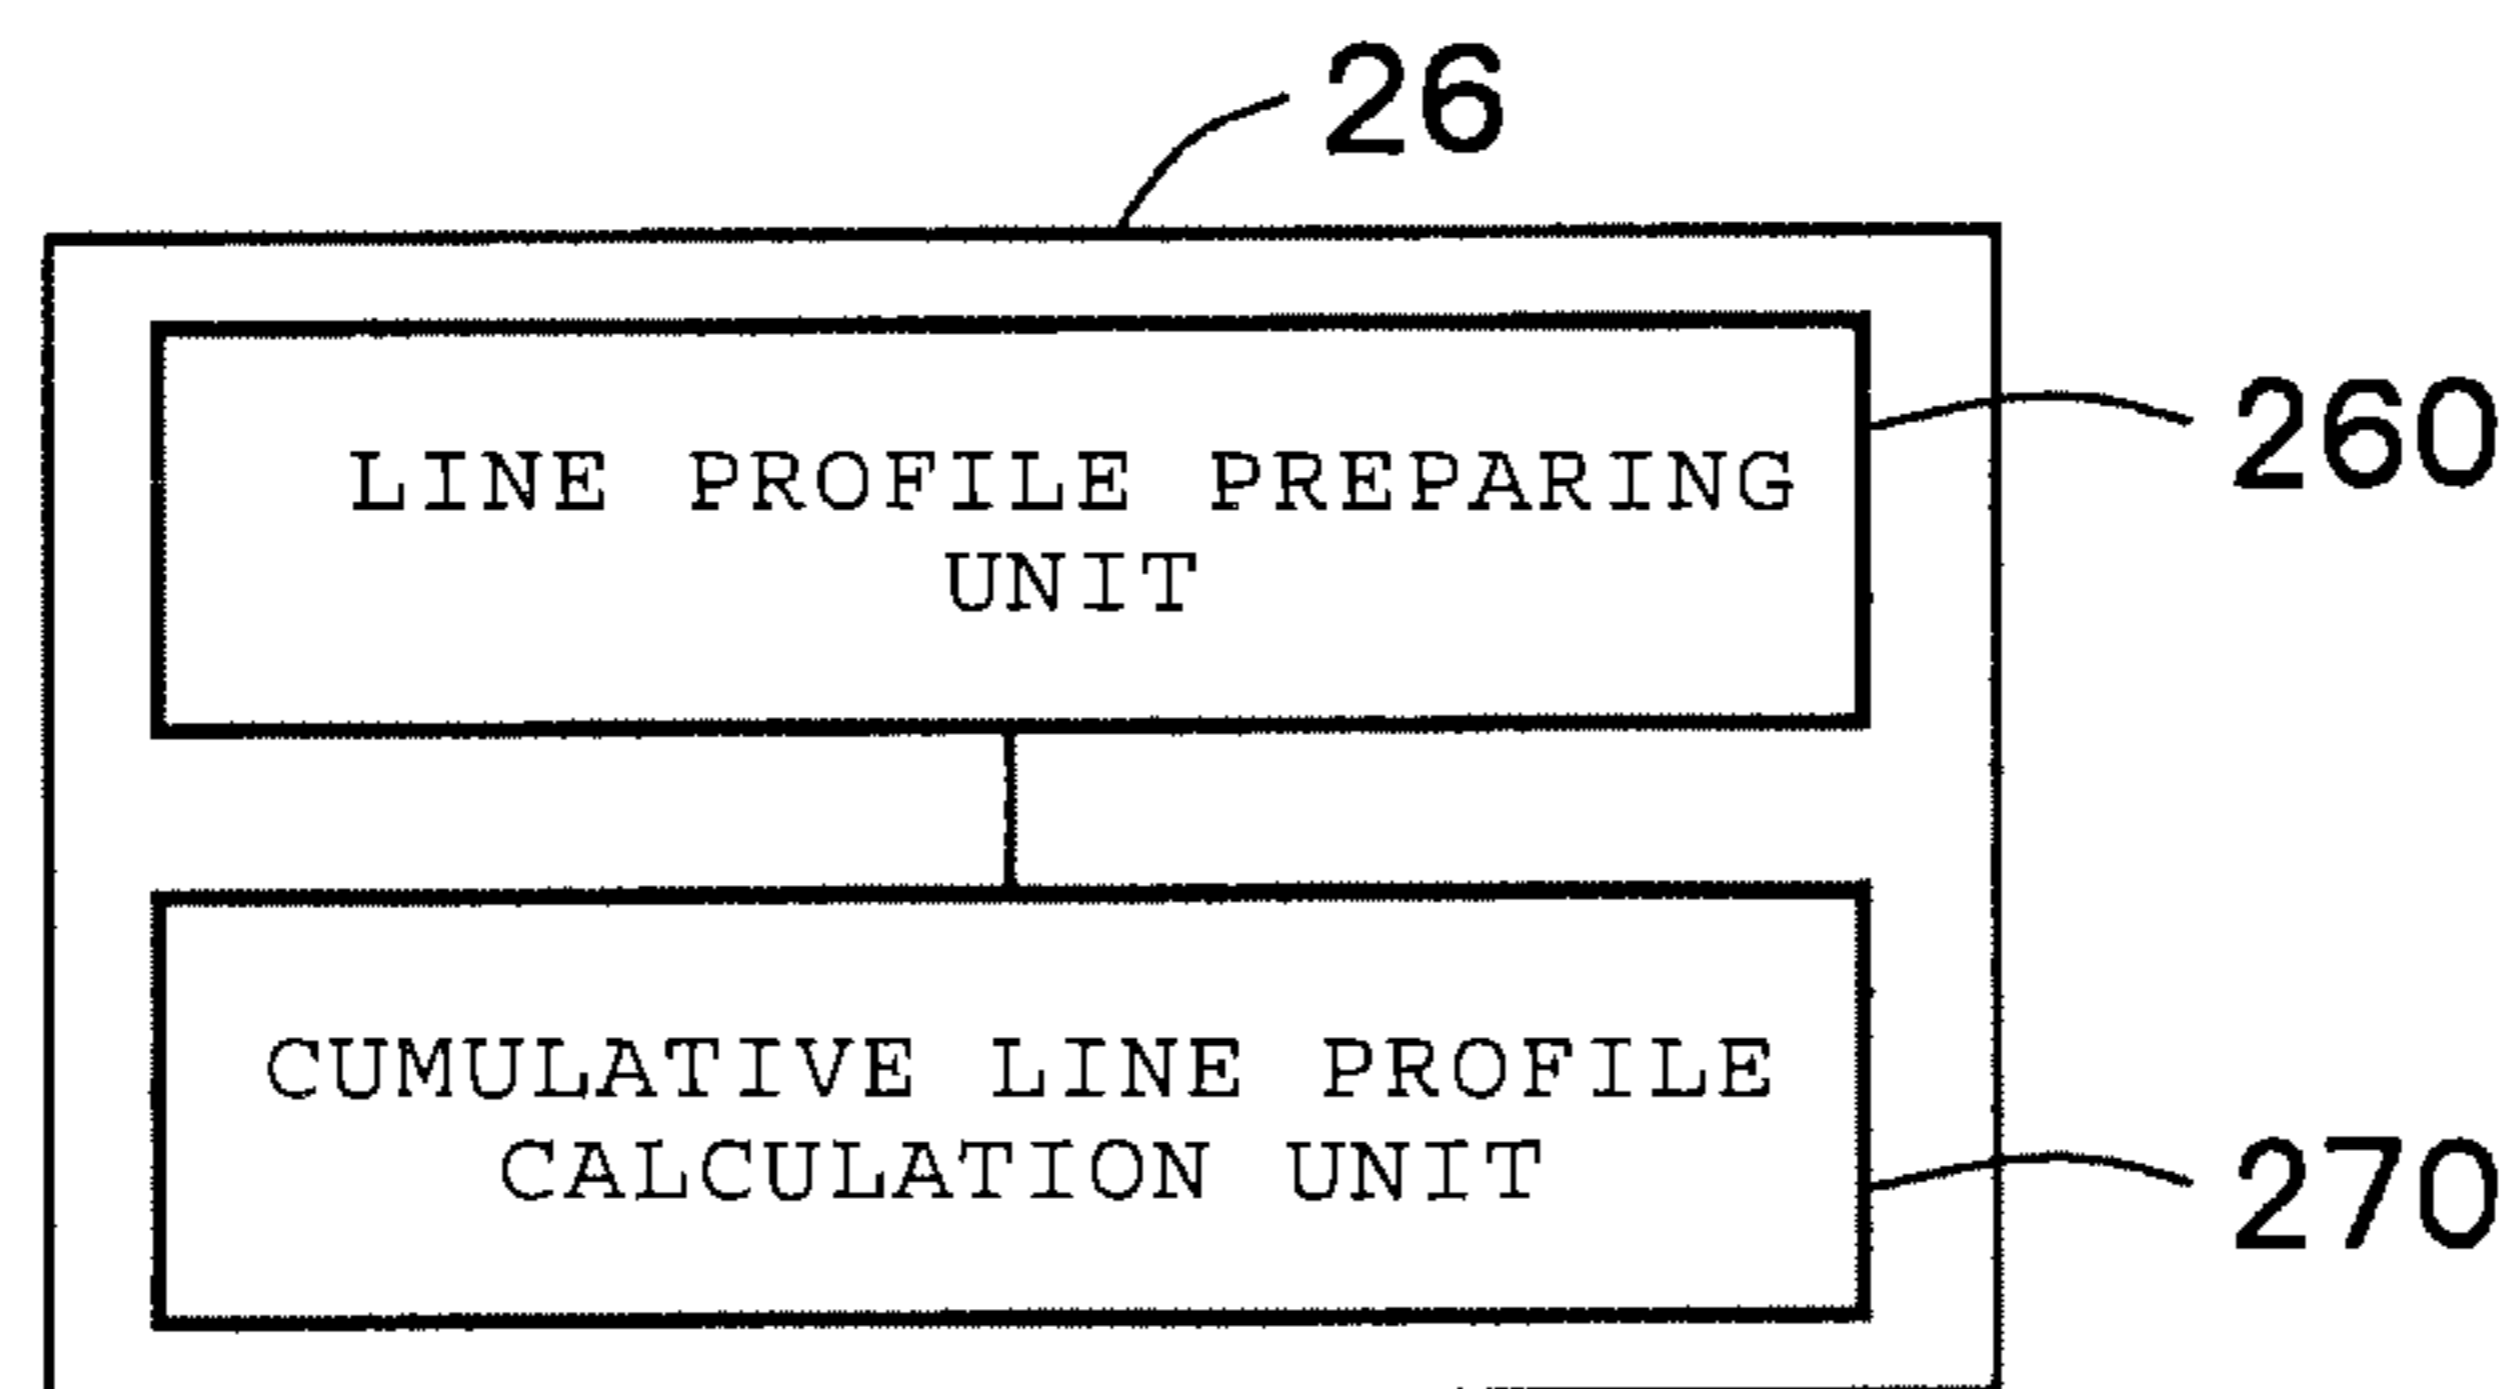 26
LINE PROFILE PREPARING
UNIT
260
CUMULATIVE LINE PROFILE
CALCULATION UNIT
270